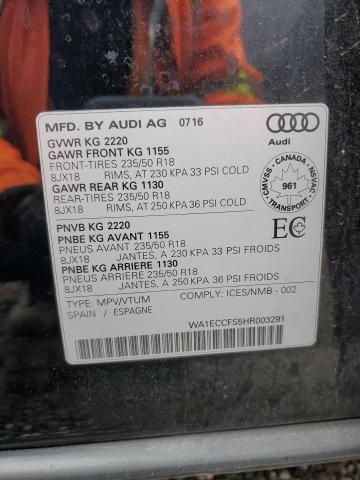 MFD. BY AUDI AG 07/16
Audi
GVWR KG 2220
GAWR FRONT KG 1155
FRONT-TIRES 235/50 R18
8JX18 RIMS, AT 230 KPA 33 PSI COLD
GAWR REAR KG 1130
REAR-TIRES 235/50 R18
8JX18 RIMS, AT 250 KPA 36 PSI COLD
CANADA
CMVSS 961 NSVAC
TRANSPORT
PNVB KG 2220
PNBE KG AVANT 1155
PNEUS AVANT 235/50 R18
8JX18 JANTES, A 230 KPA 33 PSI FROIDS
PNBE KG ARRIERE 1130
PNEUS ARRIERE 235/50 R18
8JX18 JANTES, A 250 KPA 36 PSI FROIDS
EC
TYPE: MPV/VTUM COMPLY: ICES/NMB - 002
SPAIN / ESPAGNE
WA1ECCFS5HR003291